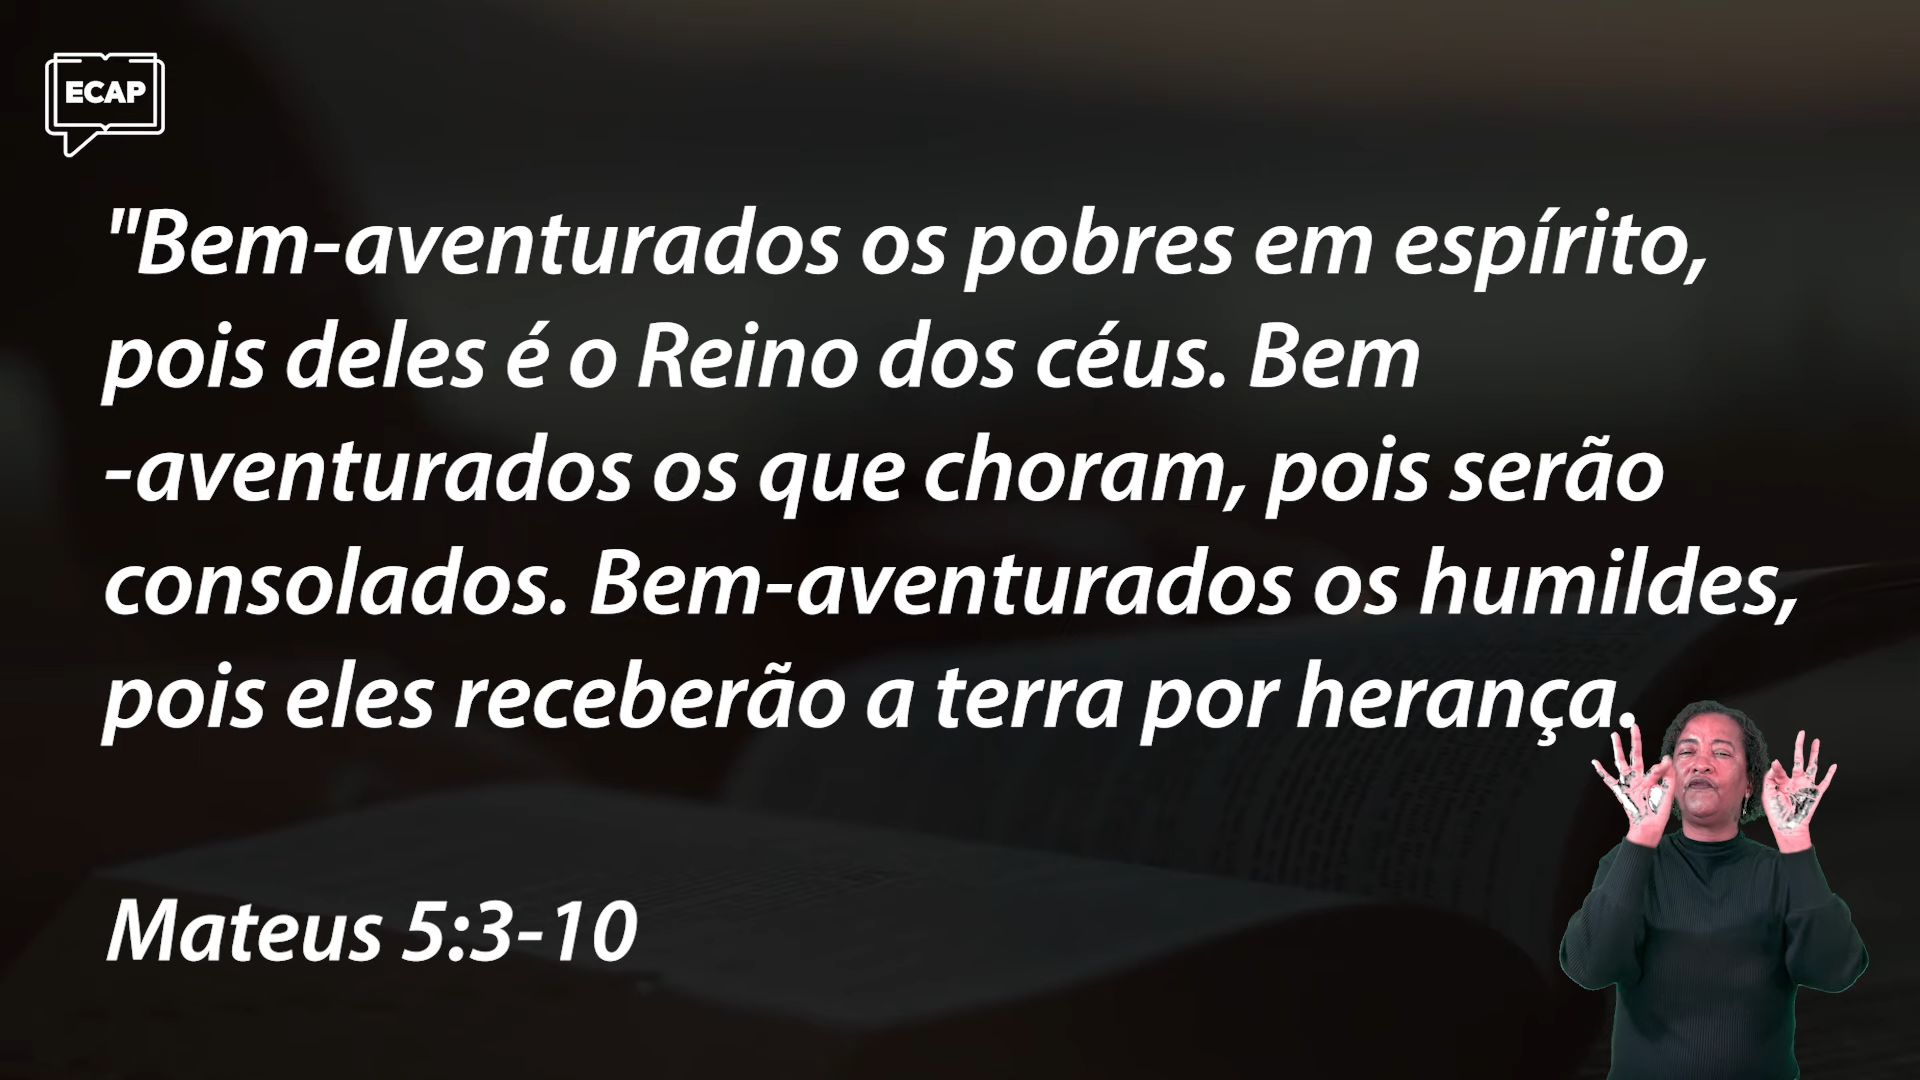 ECAP
"Bem-aventurados os pobres em espírito,
pois deles é o Reino dos céus. Bem
-aventurados os que choram, pois serão
consolados. Bem-aventurados os humildes,
pois eles receberão a terra por herança.
Mateus 5:3-10